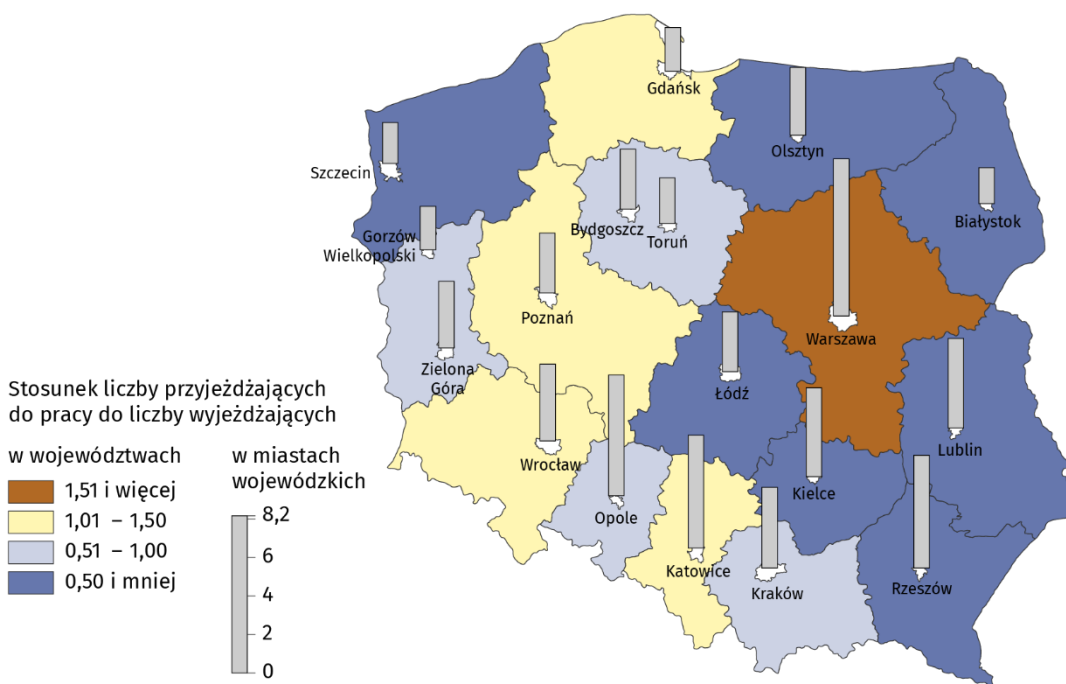 Gdańsk
Olsztyn
Szczecin
Białystok
Bydgoszcz
Toruń
Gorzów
Wielkopolski
Poznań
Warszawa
Zielona
Góra
Łódź
Lublin
Wrocław
Kielce
Opole
Katowice
Kraków
Rzeszów
Stosunek liczby przyjeżdżających
do pracy do liczby wyjeżdżających
w województwach
1,51 i więcej
1,01 – 1,50
0,51 – 1,00
0,50 i mniej
w miastach
wojewódzkich
8,2
6
4
2
0